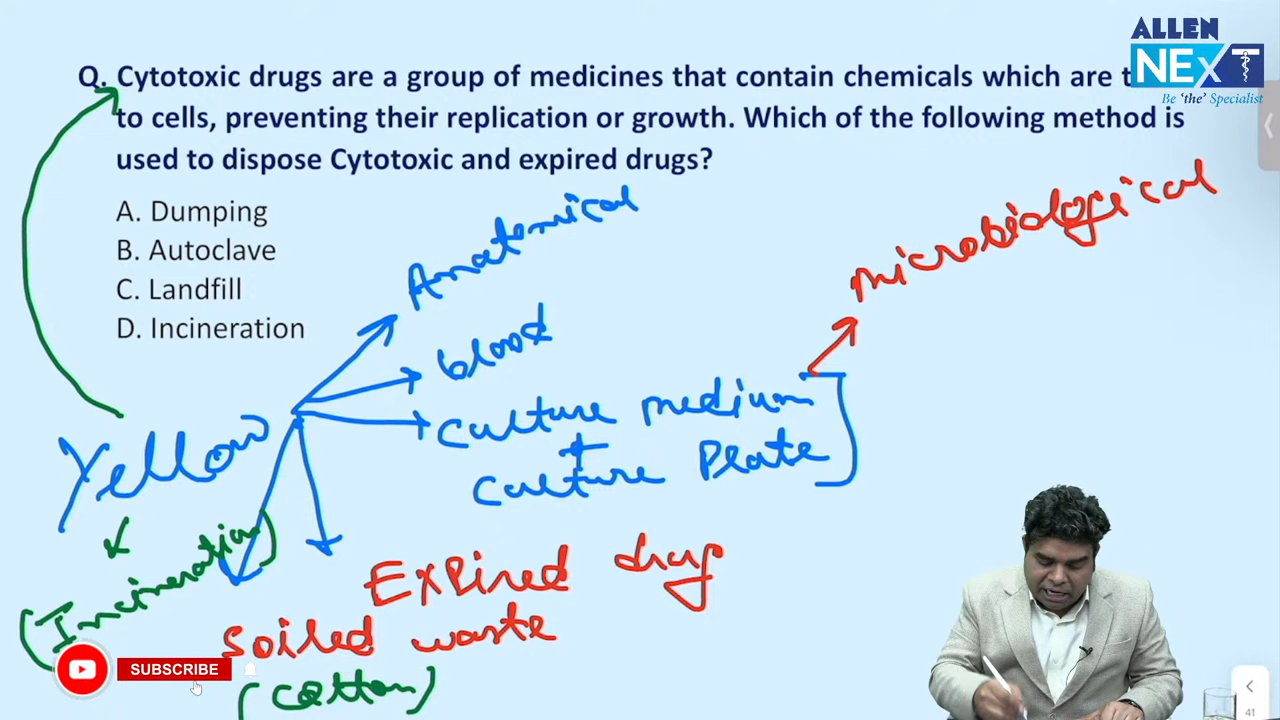 ALLEN
NEXT
Be 'the' Specialist
Q. Cytotoxic drugs are a group of medicines that contain chemicals which are
to cells, preventing their replication or growth. Which of the following method is
used to dispose Cytotoxic and expired drugs?
A. Dumping
B. Autoclave
C. Landfill
D. Incineration
Anatomical
microbiological
blood
Culture medium
+
Culture Plate
Yellow
(Incineration)
Expired drug
Soiled waste
(cotton)
SUBSCRIBE
41